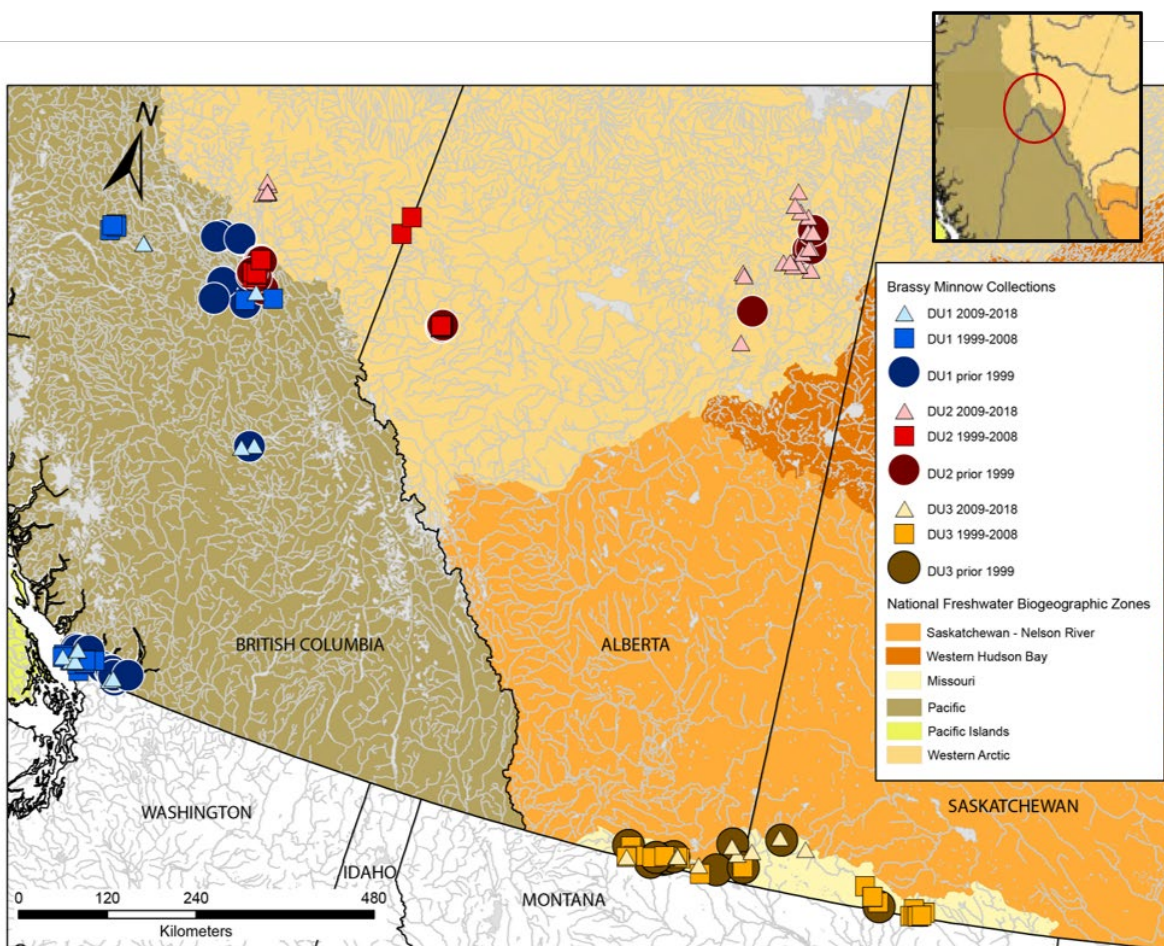 N
BRITISH COLUMBIA
ALBERTA
SASKATCHEWAN
WASHINGTON
IDAHO
MONTANA
0 120 240 480
Kilometers
Brassy Minnow Collections
DU1 2009-2018
DU1 1999-2008
DU1 prior 1999
DU2 2009-2018
DU2 1999-2008
DU2 prior 1999
DU3 2009-2018
DU3 1999-2008
DU3 prior 1999
National Freshwater Biogeographic Zones
Saskatchewan - Nelson River
Western Hudson Bay
Missouri
Pacific
Pacific Islands
Western Arctic